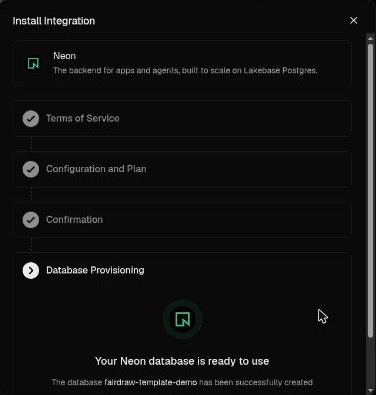 Install Integration
Neon
The backend for apps and agents, built to scale on Lakebase Postgres.
Terms of Service
Configuration and Plan
Confirmation
Database Provisioning
Your Neon database is ready to use
The database fairdraw-template-demo has been successfully created